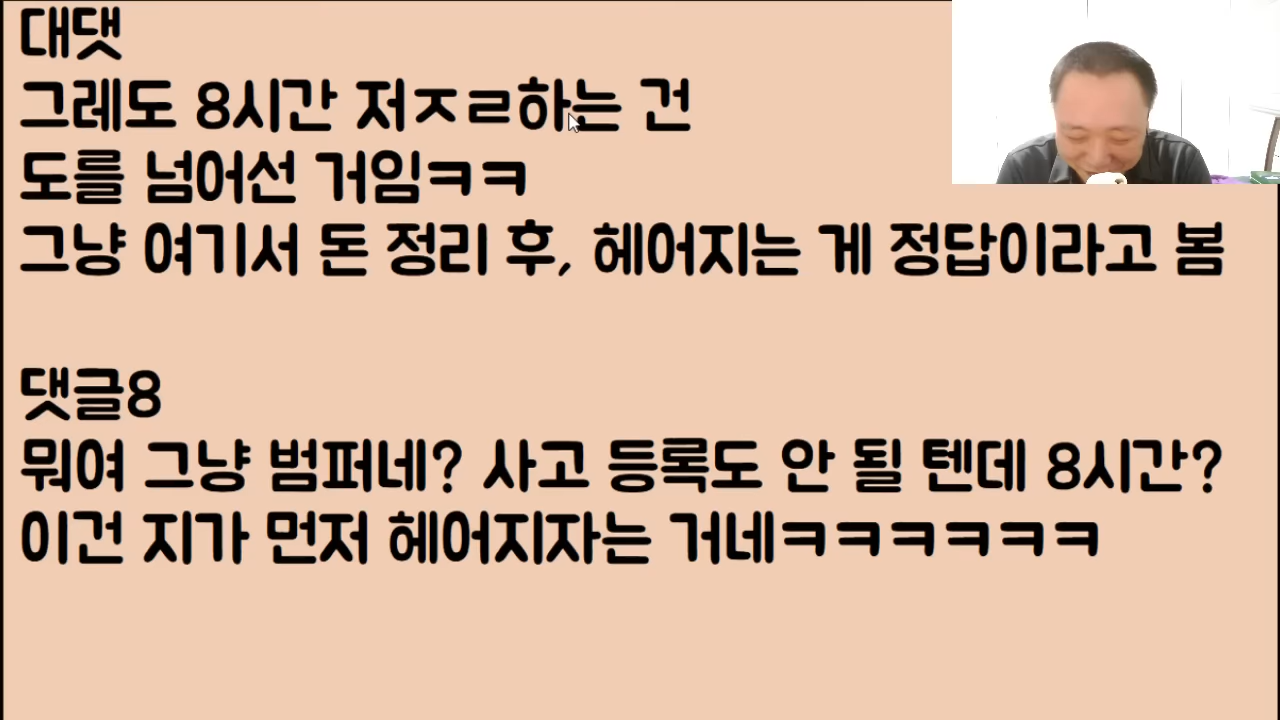 대댓
그레도 8시간 저ㅈㄹ하는 건
도를 넘어선 거임ㅋㅋ
그냥 여기서 돈 정리 후, 헤어지는 게 정답이라고 봄
댓글8
뭐여 그냥 범퍼네? 사고 등록도 안 될 텐데 8시간?
이건 지가 먼저 헤어지자는 거네ㅋㅋㅋㅋㅋㅋ